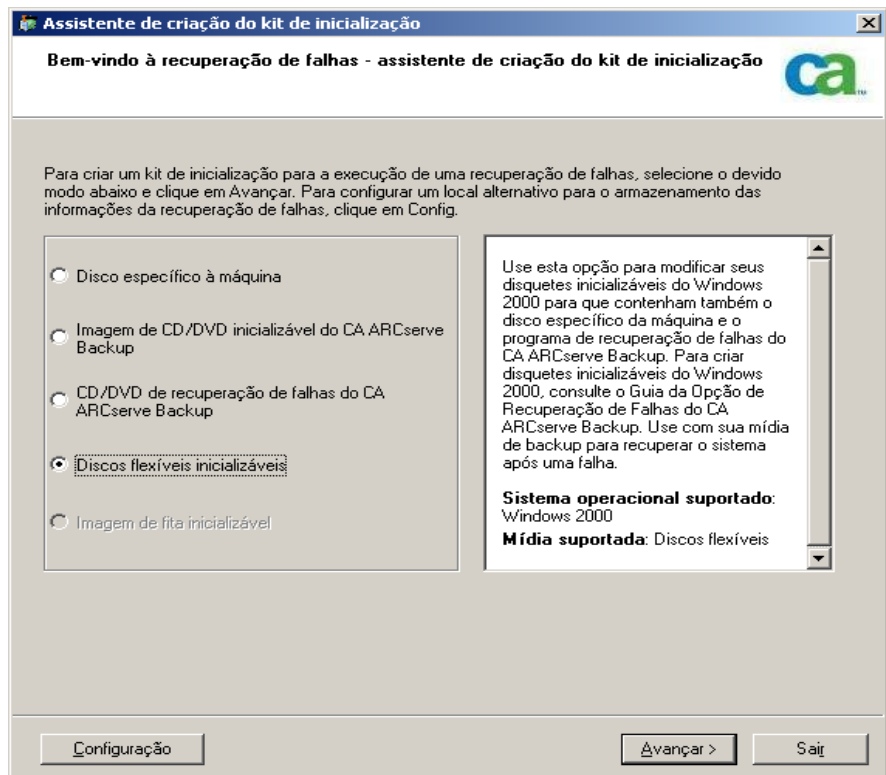 Assistente de criação do kit de inicialização
Bem-vindo à recuperação de falhas - assistente de criação do kit de inicialização
ca
Para criar um kit de inicialização para a execução de uma recuperação de falhas, selecione o devido
modo abaixo e clique em Avançar. Para configurar um local alternativo para o armazenamento das
informações da recuperação de falhas, clique em Config.
Disco específico à máquina
Imagem de CD/DVD inicializável do CA ARCserve
Backup
CD/DVD de recuperação de falhas do CA
ARCserve Backup
Discos flexíveis inicializáveis
Imagem de fita inicializável
Use esta opção para modificar seus
disquetes inicializáveis do Windows
2000 para que contenham também o
disco específico da máquina e o
programa de recuperação de falhas do
CA ARCserve Backup. Para criar
disquetes inicializáveis do Windows
2000, consulte o Guia da Opção de
Recuperação de Falhas do CA
ARCserve Backup. Use com sua mídia
de backup para recuperar o sistema
após uma falha.
Sistema operacional suportado:
Windows 2000
Mídia suportada: Discos flexíveis
Configuração
Avançar >
Sair